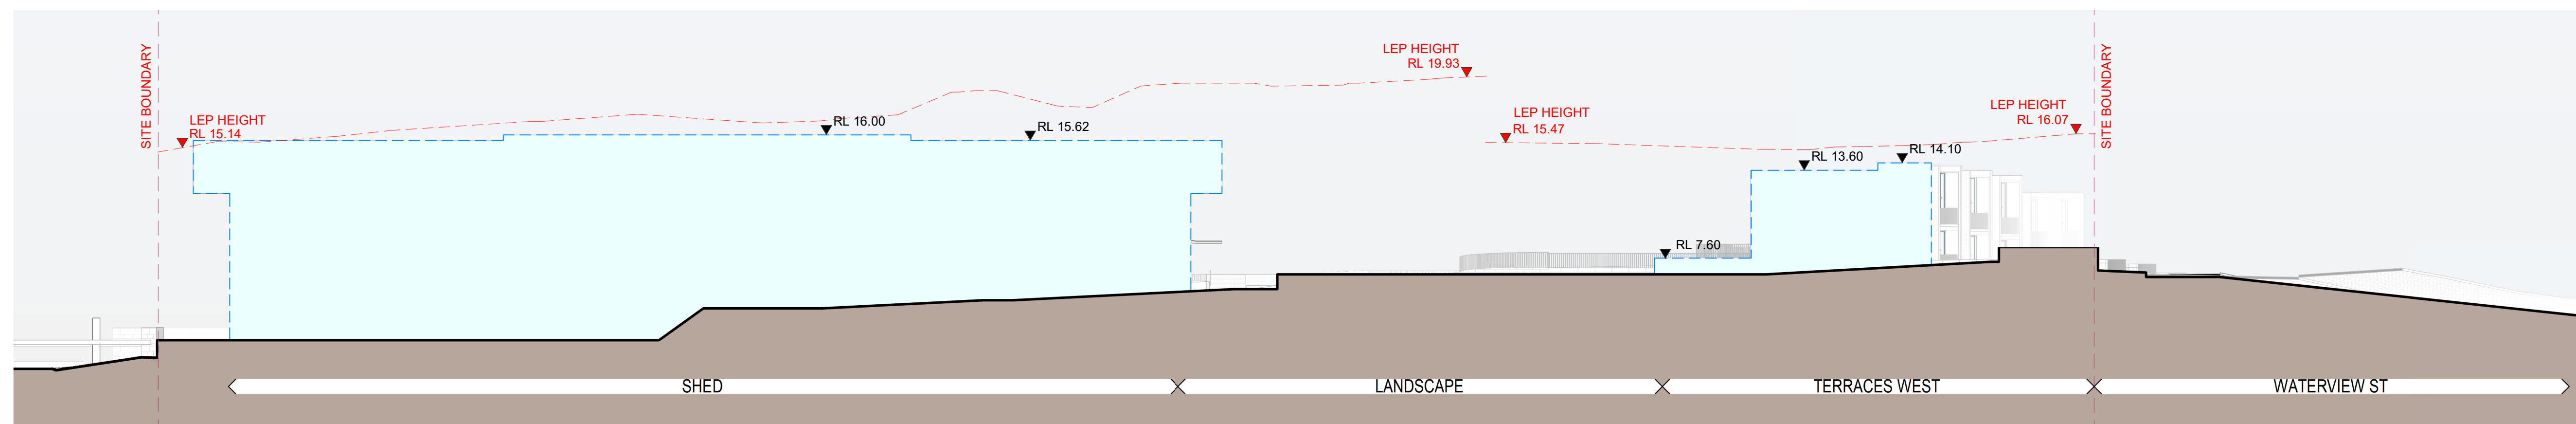 SITE BOUNDARY
LEP HEIGHT
RL 15.14
RL 16.00
RL 15.62
LEP HEIGHT
RL 19.93
LEP HEIGHT
RL 15.47
RL 7.60
RL 13.60
RL 14.10
LEP HEIGHT
RL 16.07
SITE BOUNDARY
SHED
LANDSCAPE
TERRACES WEST
WATERVIEW ST